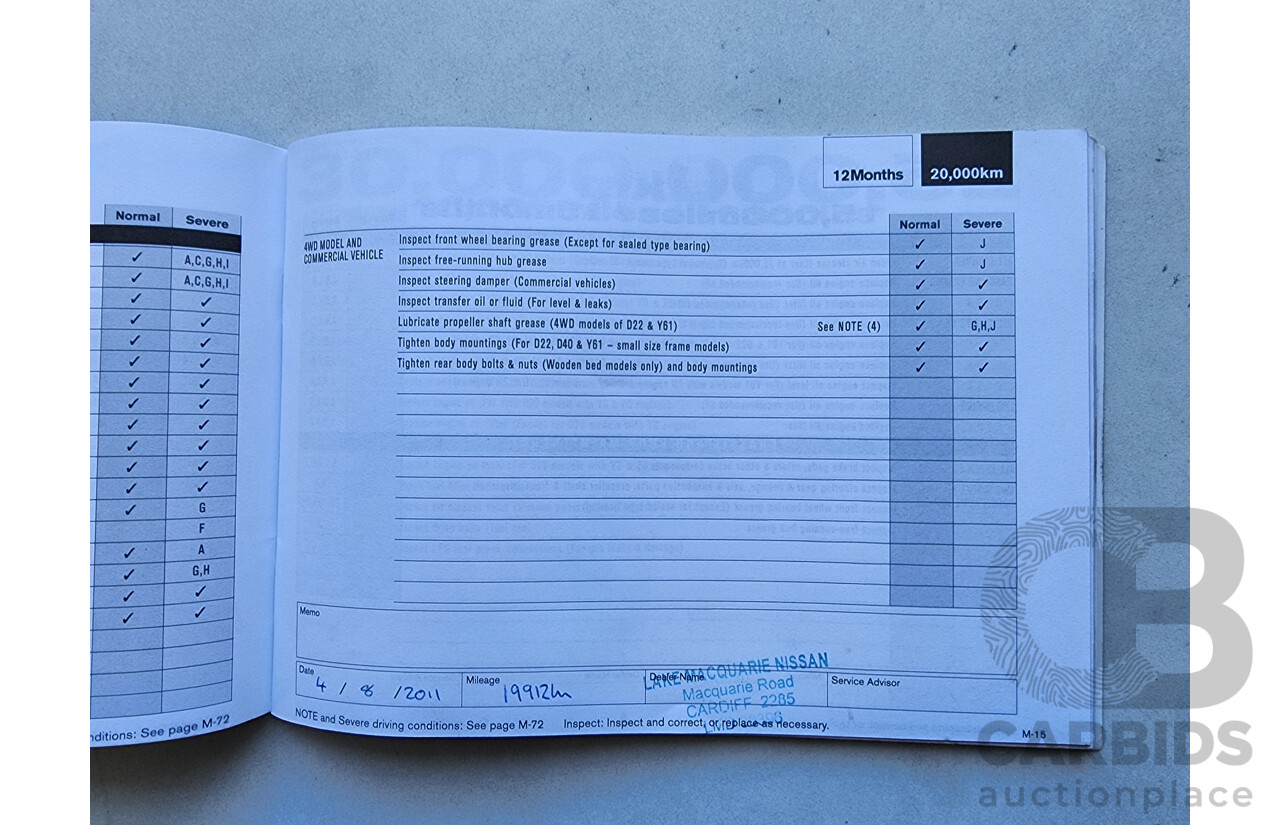 Normal Severe
✓ A,C,G,H,I
✓ A,C,G,H,I
✓ ✓
✓ ✓
✓ ✓
✓ ✓
✓ ✓
✓ ✓
✓ ✓
✓ ✓
✓ ✓
✓ ✓
✓ G
F
✓ A
✓ G,H
✓ ✓
✓ ✓
nditions: See page M-72
12Months 20,000km
Normal Severe
4WD MODEL AND
COMMERCIAL VEHICLE
Inspect front wheel bearing grease (Except for sealed type bearing) ✓ J
Inspect free-running hub grease ✓ J
Inspect steering damper (Commercial vehicles) ✓ ✓
Inspect transfer oil or fluid (For level & leaks) ✓ ✓
Lubricate propeller shaft grease (4WD models of D22 & Y61) See NOTE (4) ✓ G,H,J
Tighten body mountings (For D22, D40 & Y61 – small size frame models) ✓ ✓
Tighten rear body bolts & nuts (Wooden bed models only) and body mountings ✓ ✓
Memo
Date 4 / 8 / 2011
Mileage 19912km
Dealer Name
LAKE MACQUARIE NISSAN
Macquarie Road
CARDIFF 2285
Service Advisor
NOTE and Severe driving conditions: See page M-72 Inspect: Inspect and correct, or replace as necessary.
M-15
CB
CARBIDS
auctionplace